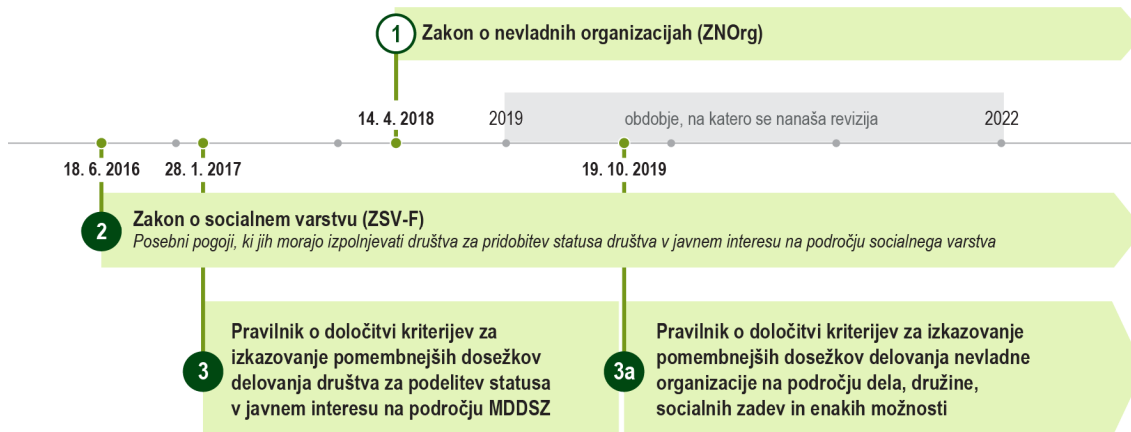 1
Zakon o nevladnih organizacijah (ZNOrg)
14. 4. 2018
2019
obdobje, na katero se nanaša revizija
2022
18. 6. 2016
28. 1. 2017
19. 10. 2019
2
Zakon o socialnem varstvu (ZSV-F)
Posebni pogoji, ki jih morajo izpolnjevati društva za pridobitev statusa društva v javnem interesu na področju socialnega varstva
3
Pravilnik o določitvi kriterijev za
izkazovanje pomembnejših dosežkov
delovanja društva za podelitev statusa
v javnem interesu na področju MDDSZ
3a
Pravilnik o določitvi kriterijev za izkazovanje
pomembnejših dosežkov delovanja nevladne
organizacije na področju dela, družine,
socialnih zadev in enakih možnosti